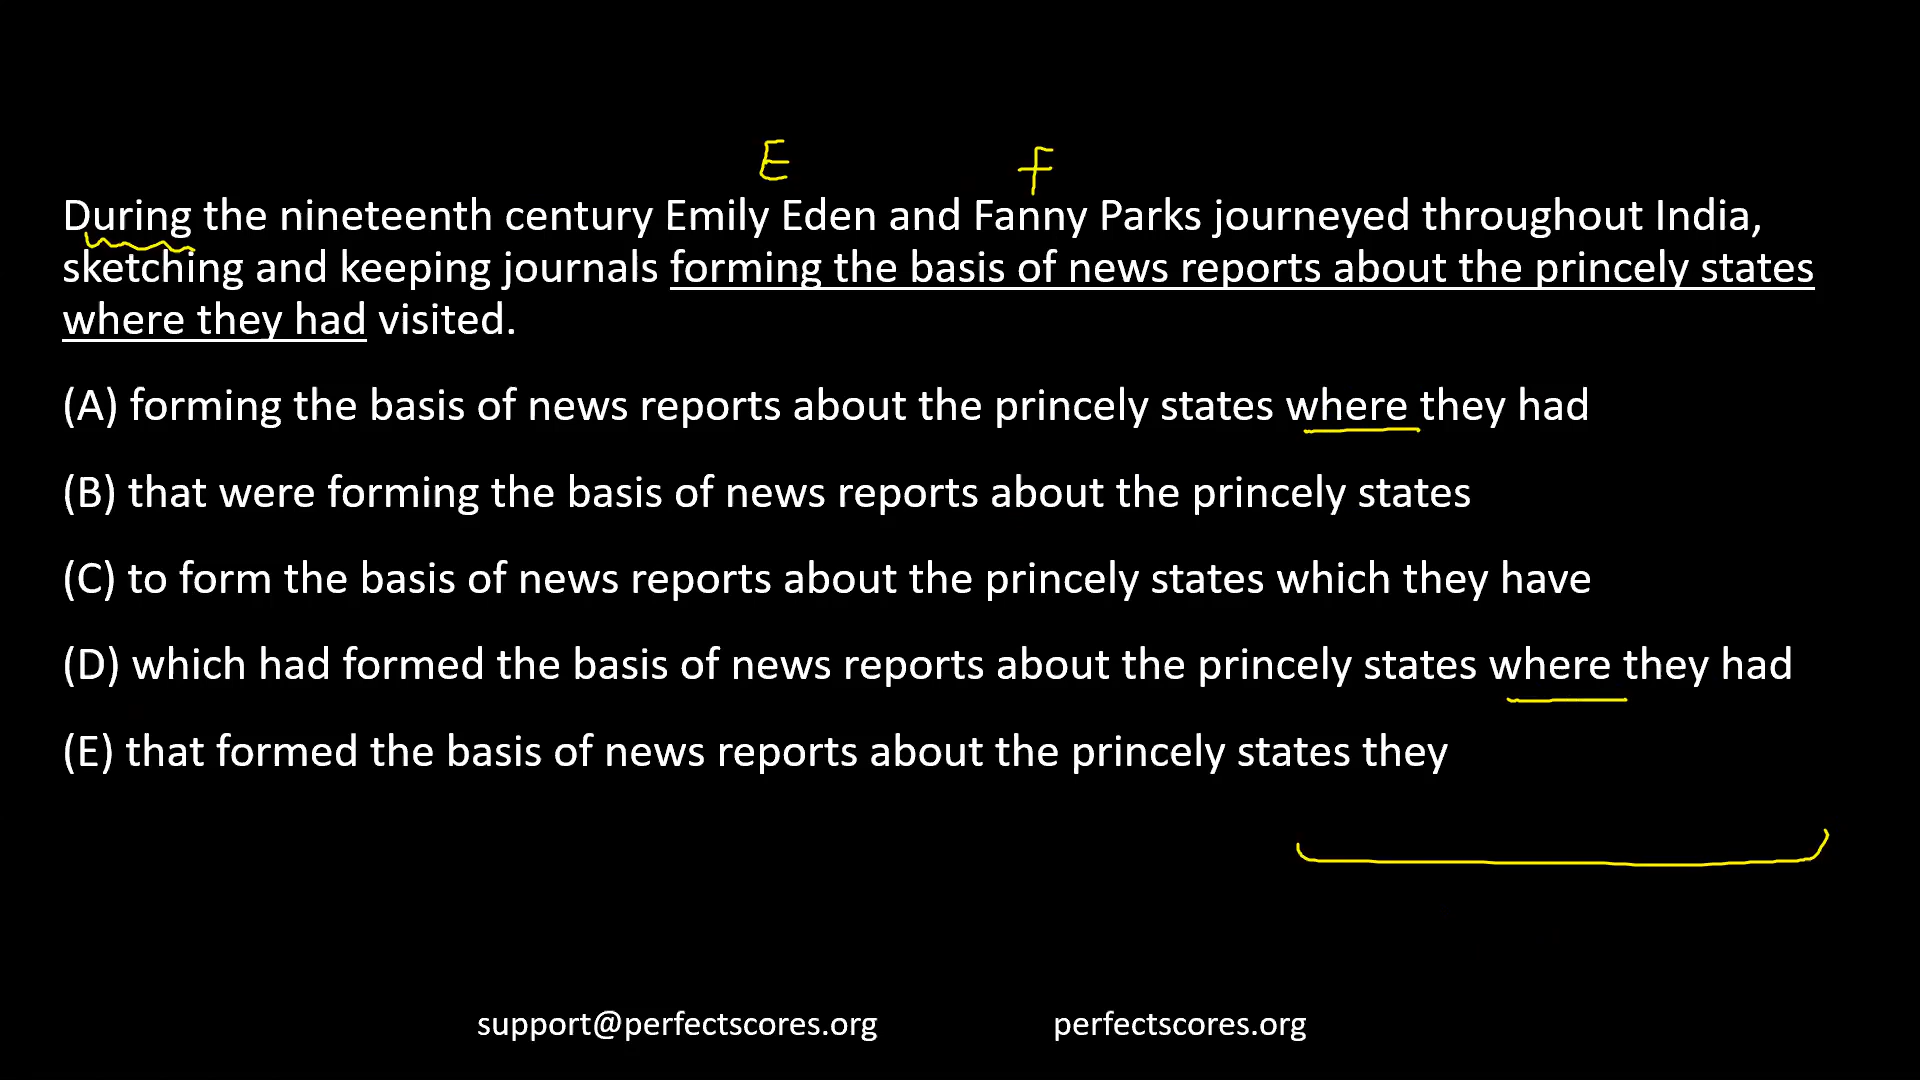 E F
During the nineteenth century Emily Eden and Fanny Parks journeyed throughout India,
sketching and keeping journals forming the basis of news reports about the princely states
where they had visited.
(A) forming the basis of news reports about the princely states where they had
(B) that were forming the basis of news reports about the princely states
(C) to form the basis of news reports about the princely states which they have
(D) which had formed the basis of news reports about the princely states where they had
(E) that formed the basis of news reports about the princely states they
support@perfectscores.org perfectscores.org